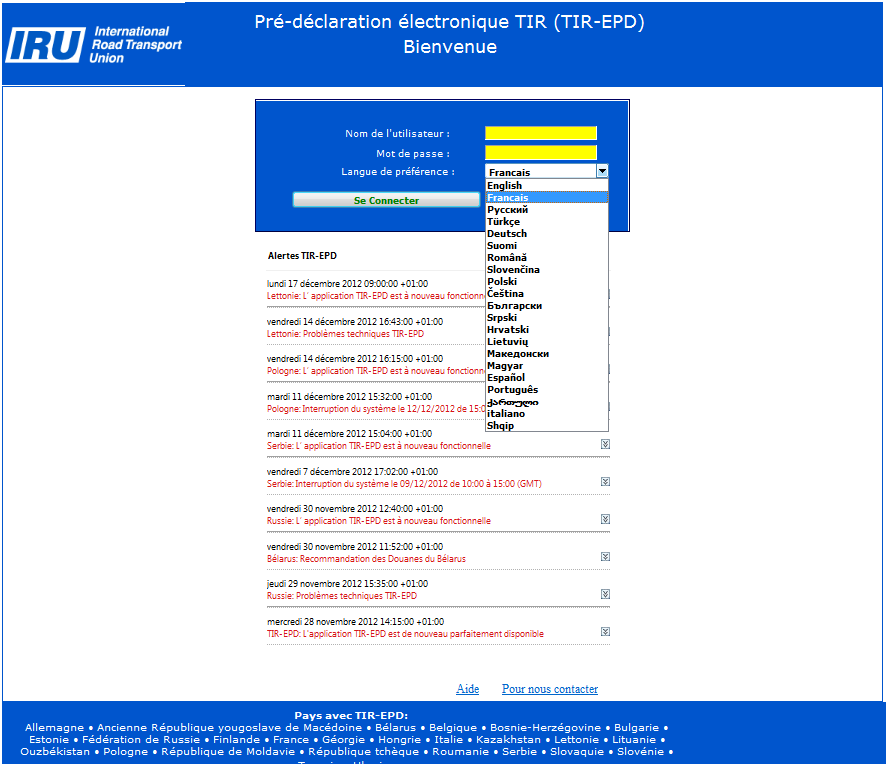 IRU
International
Road Transport
Union
Pré-déclaration électronique TIR (TIR-EPD)
Bienvenue
Nom de l'utilisateur :
Mot de passe :
Langue de préférence :
Francais
Se Connecter
English
Francais
Русский
Türkçe
Deutsch
Suomi
Română
Slovenčina
Polski
Čeština
Български
Srpski
Hrvatski
Lietuvių
Македонски
Magyar
Español
Português
ქართული
italiano
Shqip
Alertes TIR-EPD
lundi 17 décembre 2012 09:00:00 +01:00
Lettonie: L' application TIR-EPD est à nouveau fonctionn
vendredi 14 décembre 2012 16:43:00 +01:00
Lettonie: Problèmes techniques TIR-EPD
vendredi 14 décembre 2012 16:15:00 +01:00
Pologne: L' application TIR-EPD est à nouveau fonctionn
mardi 11 décembre 2012 15:32:00 +01:00
Pologne: Interruption du système le 12/12/2012 de 15:0
mardi 11 décembre 2012 15:04:00 +01:00
Serbie: L' application TIR-EPD est à nouveau fonctionnelle
vendredi 7 décembre 2012 17:02:00 +01:00
Serbie: Interruption du système le 09/12/2012 de 10:00 à 15:00 (GMT)
vendredi 30 novembre 2012 12:40:00 +01:00
Russie: L' application TIR-EPD est à nouveau fonctionnelle
vendredi 30 novembre 2012 11:52:00 +01:00
Bélarus: Recommandation des Douanes du Bélarus
jeudi 29 novembre 2012 15:35:00 +01:00
Russie: Problèmes techniques TIR-EPD
mercredi 28 novembre 2012 14:15:00 +01:00
TIR-EPD: L'application TIR-EPD est de nouveau parfaitement disponible
Aide Pour nous contacter
Pays avec TIR-EPD:
Allemagne • Ancienne République yougoslave de Macédoine • Bélarus • Belgique • Bosnie-Herzégovine • Bulgarie •
Estonie • Fédération de Russie • Finlande • France • Géorgie • Hongrie • Italie • Kazakhstan • Lettonie • Lituanie •
Ouzbékistan • Pologne • République de Moldavie • République tchèque • Roumanie • Serbie • Slovaquie • Slovénie •